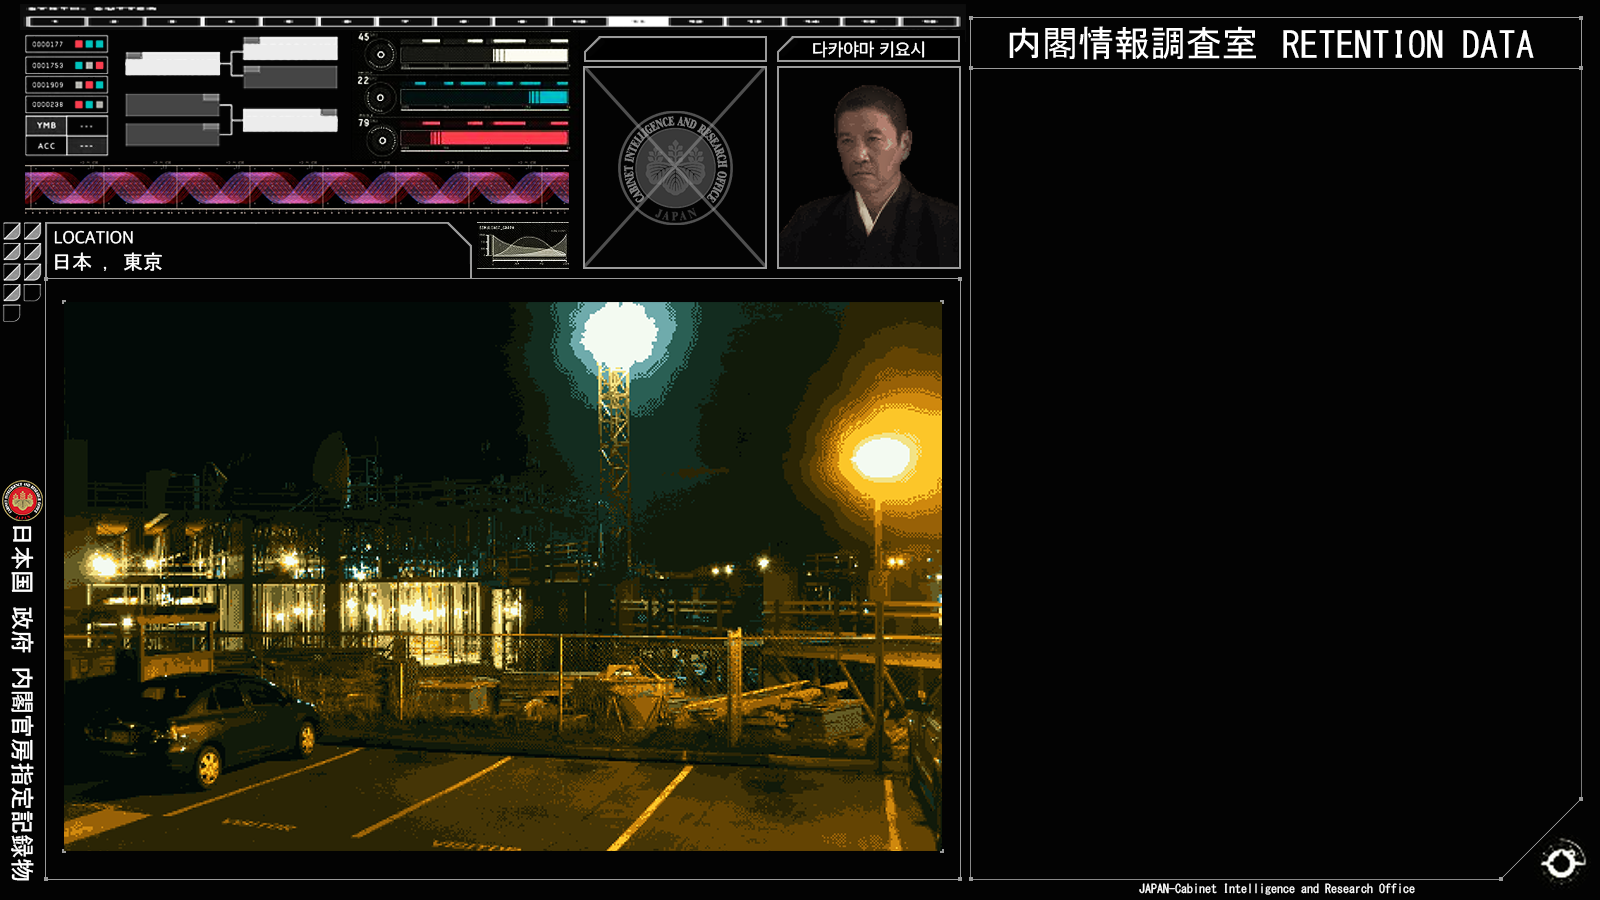 0000177
0001753
0001909
0000238
YMB ---
ACC ---
45
22
79
다카야마 키요시
CABINET INTELLIGENCE AND RESEARCH OFFICE
JAPAN
内閣情報調査室 RETENTION DATA
LOCATION
日本 , 東京
VISITOR
VISITOR
日本国 政府 内閣官房指定記録物
JAPAN-Cabinet Intelligence and Research Office